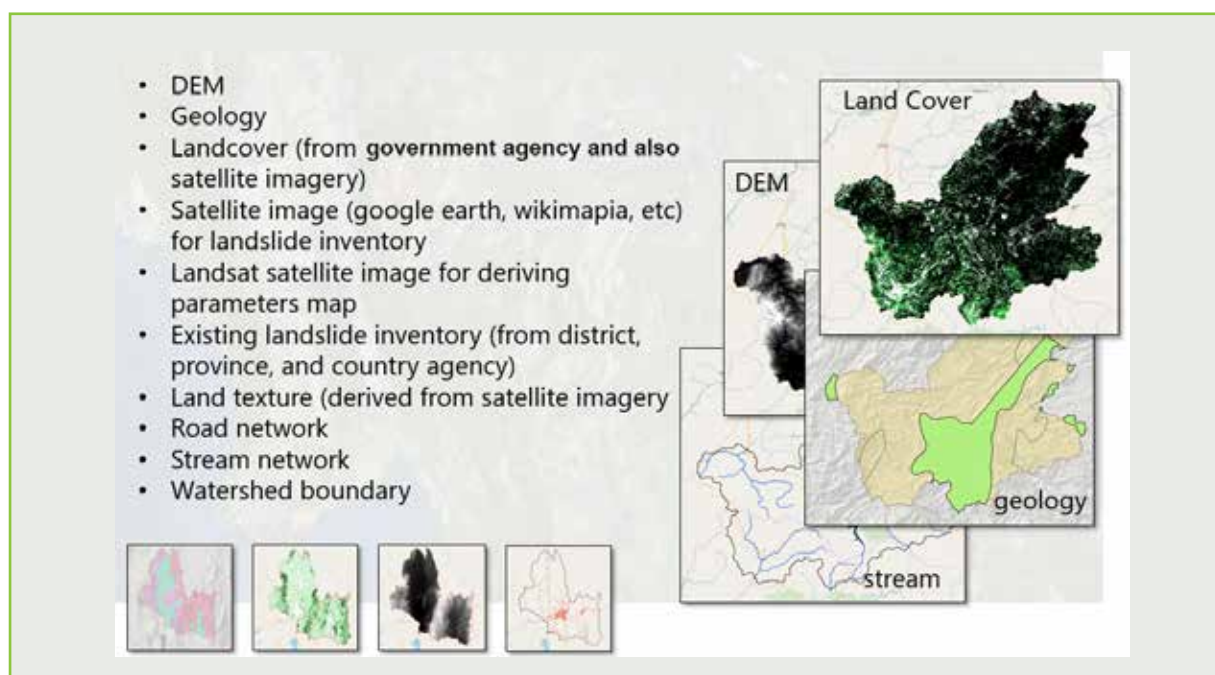 • DEM
• Geology
• Landcover (from government agency and also
satellite imagery)
• Satellite image (google earth, wikimapia, etc)
for landslide inventory
• Landsat satellite image for deriving
parameters map
• Existing landslide inventory (from district,
province, and country agency)
• Land texture (derived from satellite imagery
• Road network
• Stream network
• Watershed boundary
Land Cover
DEM
geology
stream